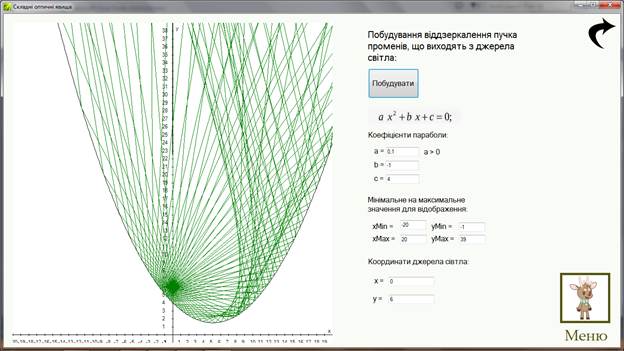 Складні оптичні явища
Побудування віддзеркалення пучка
променів, що виходять з джерела
світла:
Побудувати
a x² + b x + c = 0;
Коефіцієнти параболи:
a = 0.1 a > 0
b = -1
c = 4
Мінімальне на максимальне
значення для відображення:
xMin = -20 yMin = -1
xMax = 20 yMax = 39
Координати джерела світла:
x = 0
y = 6
Меню
y
38
37
36
35
34
33
32
31
30
29
28
27
26
25
24
23
22
21
20
19
18
17
16
15
14
13
12
11
10
9
8
7
6
5
4
3
2
1
x